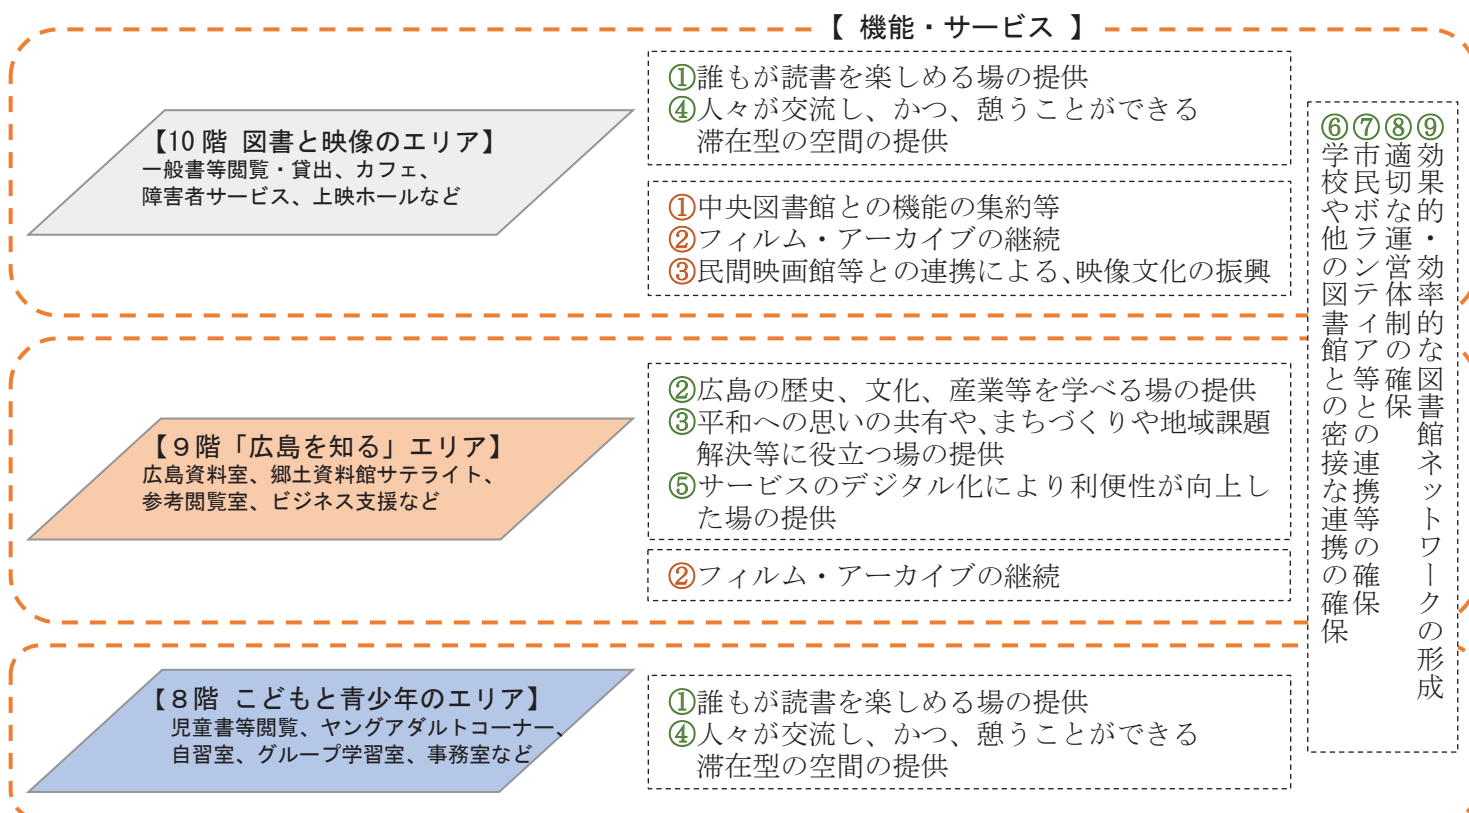 【 機能・サービス 】
【10階 図書と映像のエリア】
一般書等閲覧・貸出、カフェ、
障害者サービス、上映ホールなど
①誰もが読書を楽しめる場の提供
④人々が交流し、かつ、憩うことができる
滞在型の空間の提供
①中央図書館との機能の集約等
②フィルム・アーカイブの継続
③民間映画館等との連携による、映像文化の振興
【９階「広島を知る」エリア】
広島資料室、郷土資料館サテライト、
参考閲覧室、ビジネス支援など
②広島の歴史、文化、産業等を学べる場の提供
③平和への思いの共有や、まちづくりや地域課題
解決等に役立つ場の提供
⑤サービスのデジタル化により利便性が向上し
た場の提供
②フィルム・アーカイブの継続
【８階 こどもと青少年のエリア】
児童書等閲覧、ヤングアダルトコーナー、
自習室、グループ学習室、事務室など
①誰もが読書を楽しめる場の提供
④人々が交流し、かつ、憩うことができる
滞在型の空間の提供
⑥学校や他の図書館との密接な連携の確保
⑦市民ボランティア等との連携等の確保
⑧適切な運営体制の確保
⑨効果的・効率的な図書館ネットワークの形成